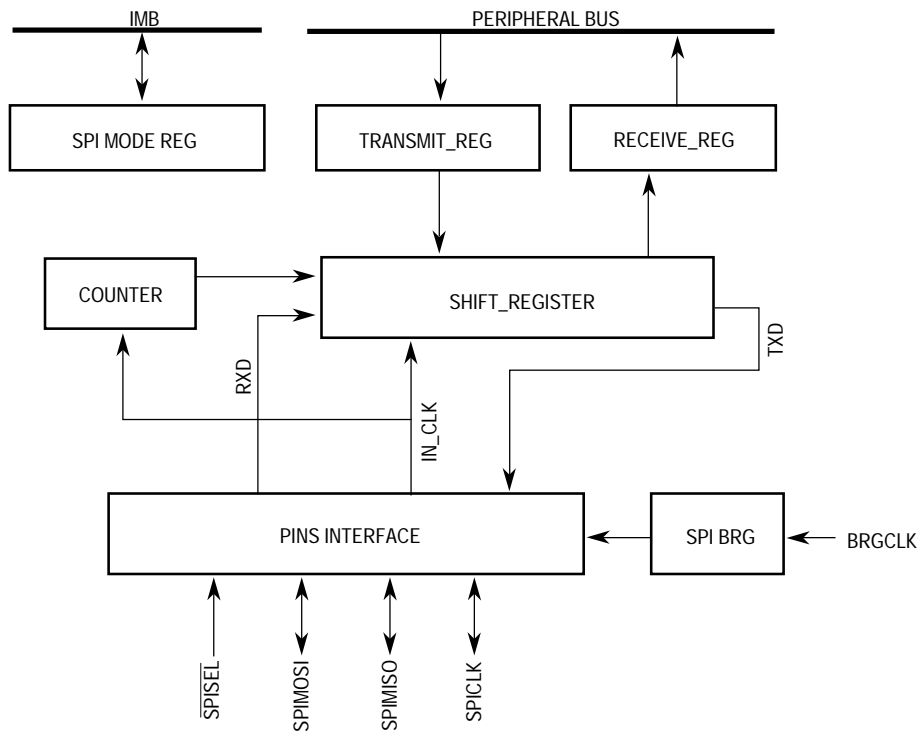 IMB
PERIPHERAL BUS
SPI MODE REG
TRANSMIT_REG
RECEIVE_REG
COUNTER
SHIFT_REGISTER
RXD
IN_CLK
TXD
PINS INTERFACE
SPI BRG
BRGCLK
SPISEL
SPIMOSI
SPIMISO
SPICLK